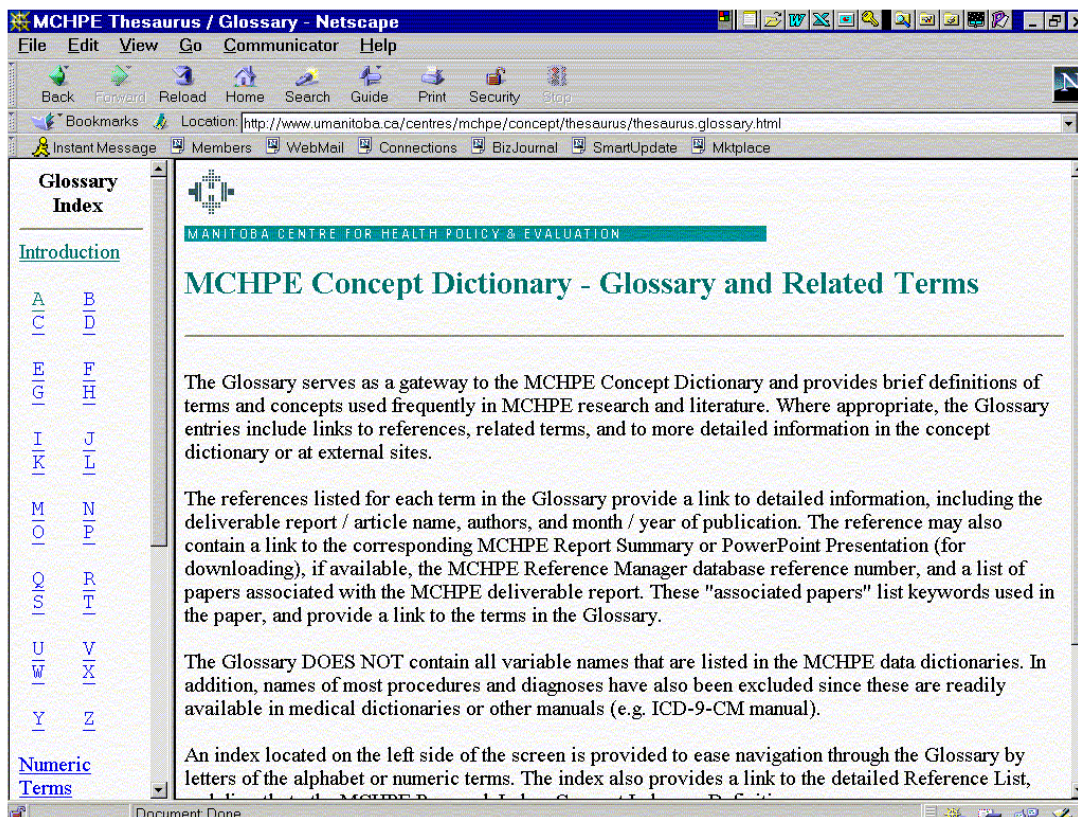 MCHPE Thesaurus / Glossary - Netscape
File Edit View Go Communicator Help
Back Forward Reload Home Search Guide Print Security Stop
Bookmarks Location: http://www.umanitoba.ca/centres/mchpe/concept/thesaurus/thesaurus.glossary.html
Instant Message Members WebMail Connections BizJournal SmartUpdate Mktplace
Glossary
Index
Introduction
A B
C D
E F
G H
I J
K L
M N
O P
Q R
S T
U V
W X
Y Z
Numeric
Terms
MANITOBA CENTRE FOR HEALTH POLICY & EVALUATION
MCHPE Concept Dictionary - Glossary and Related Terms
The Glossary serves as a gateway to the MCHPE Concept Dictionary and provides brief definitions of
terms and concepts used frequently in MCHPE research and literature. Where appropriate, the Glossary
entries include links to references, related terms, and to more detailed information in the concept
dictionary or at external sites.
The references listed for each term in the Glossary provide a link to detailed information, including the
deliverable report / article name, authors, and month / year of publication. The reference may also
contain a link to the corresponding MCHPE Report Summary or PowerPoint Presentation (for
downloading), if available, the MCHPE Reference Manager database reference number, and a list of
papers associated with the MCHPE deliverable report. These "associated papers" list keywords used in
the paper, and provide a link to the terms in the Glossary.
The Glossary DOES NOT contain all variable names that are listed in the MCHPE data dictionaries. In
addition, names of most procedures and diagnoses have also been excluded since these are readily
available in medical dictionaries or other manuals (e.g. ICD-9-CM manual).
An index located on the left side of the screen is provided to ease navigation through the Glossary by
letters of the alphabet or numeric terms. The index also provides a link to the detailed Reference List,
Document: Done